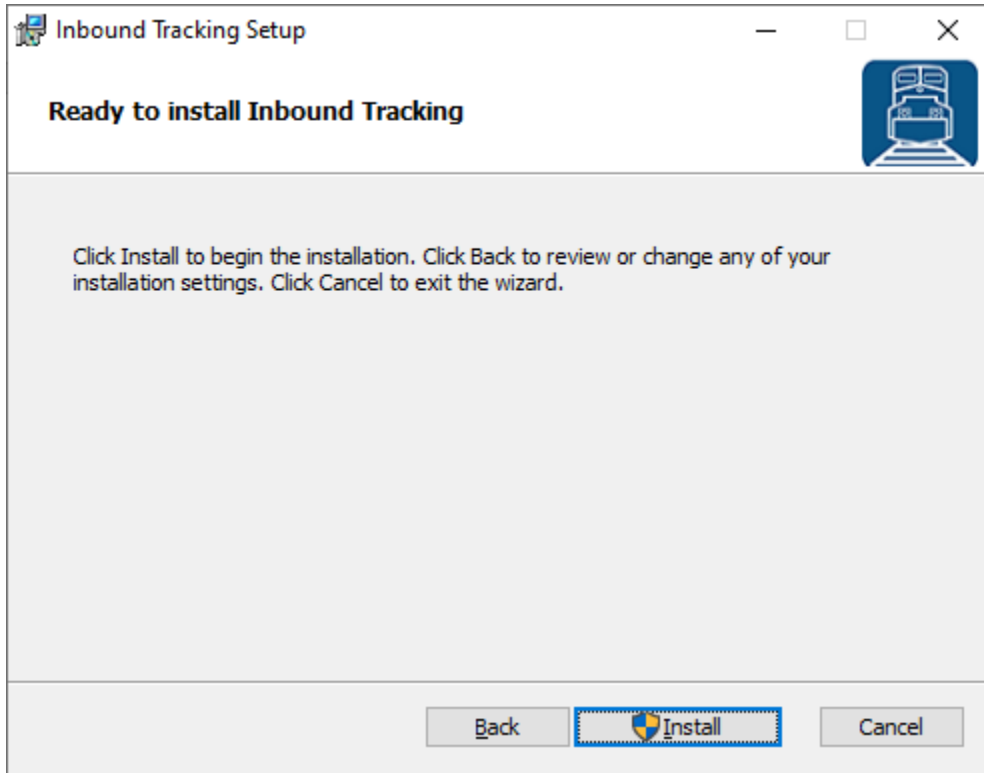 Inbound Tracking Setup
Ready to install Inbound Tracking
Click Install to begin the installation. Click Back to review or change any of your
installation settings. Click Cancel to exit the wizard.
Back Install Cancel